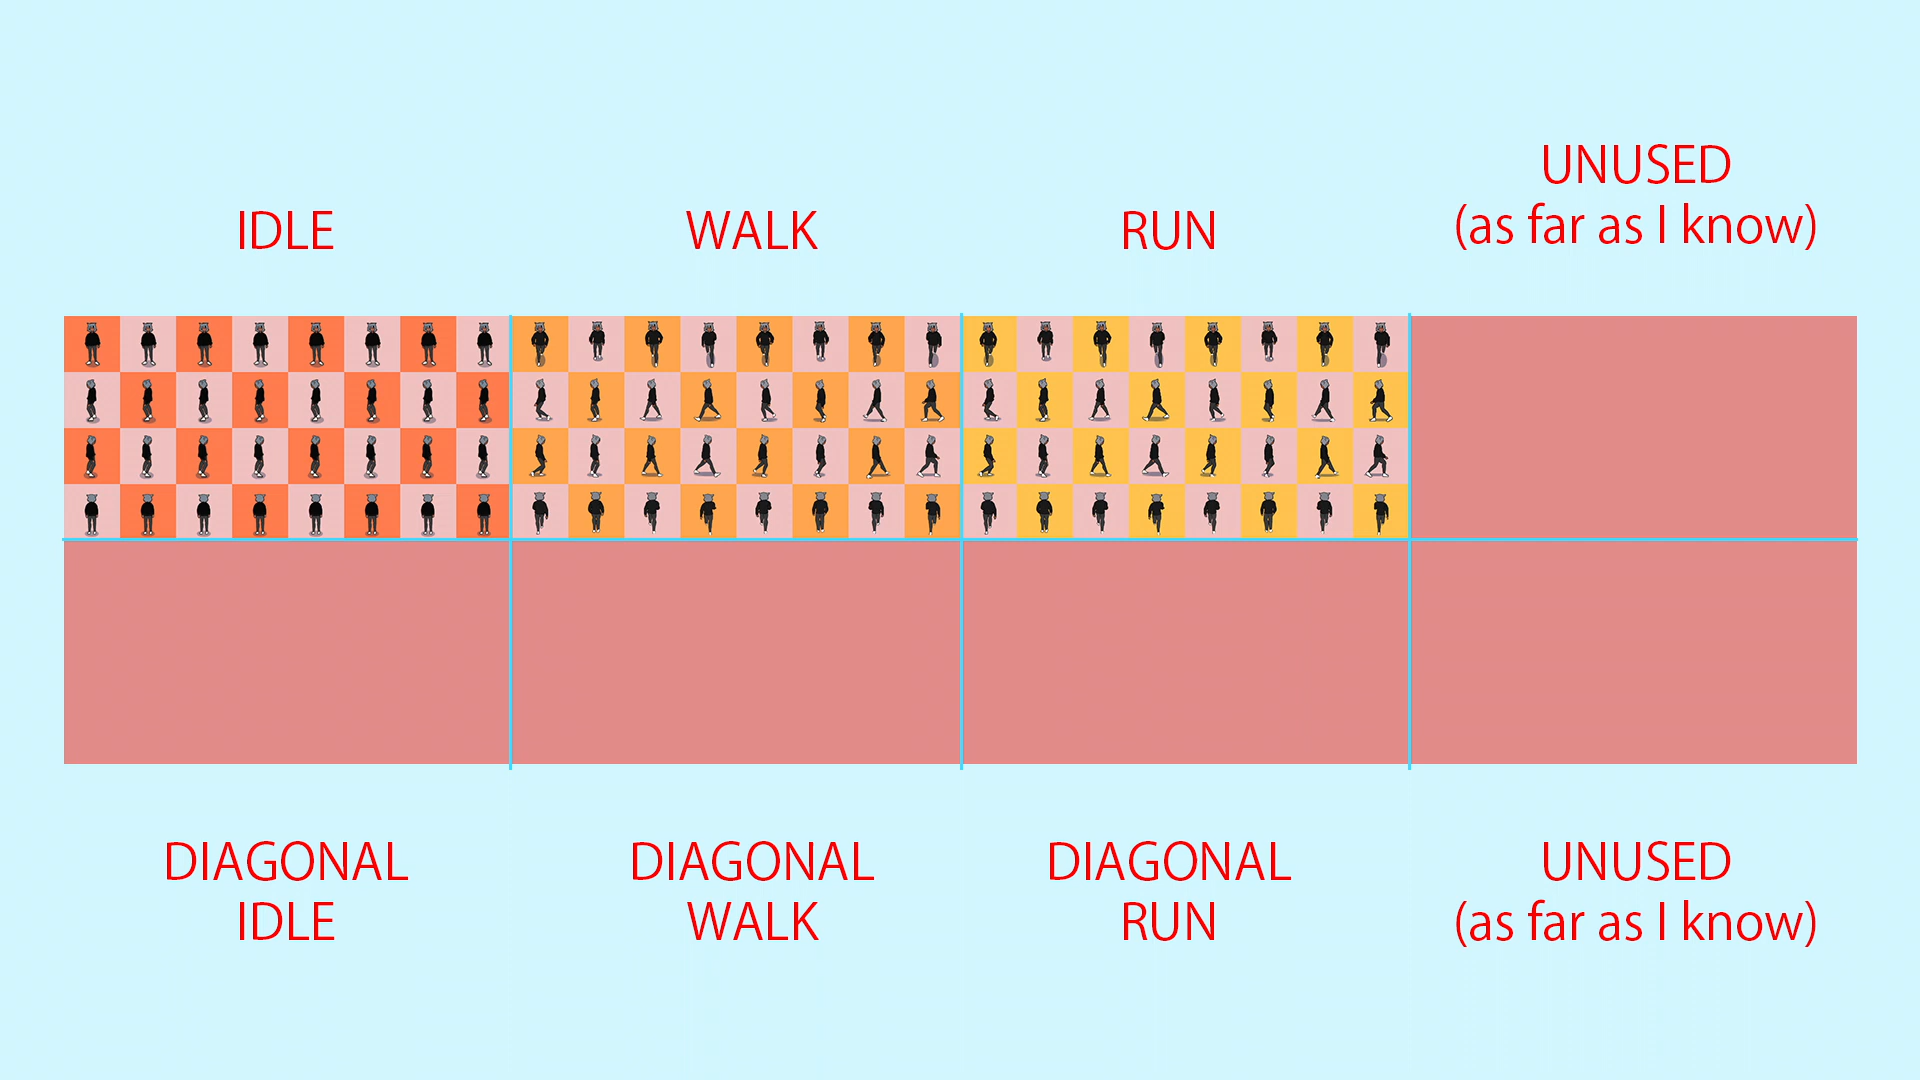 IDLE
WALK
RUN
UNUSED
(as far as I know)
DIAGONAL
IDLE
DIAGONAL
WALK
DIAGONAL
RUN
UNUSED
(as far as I know)